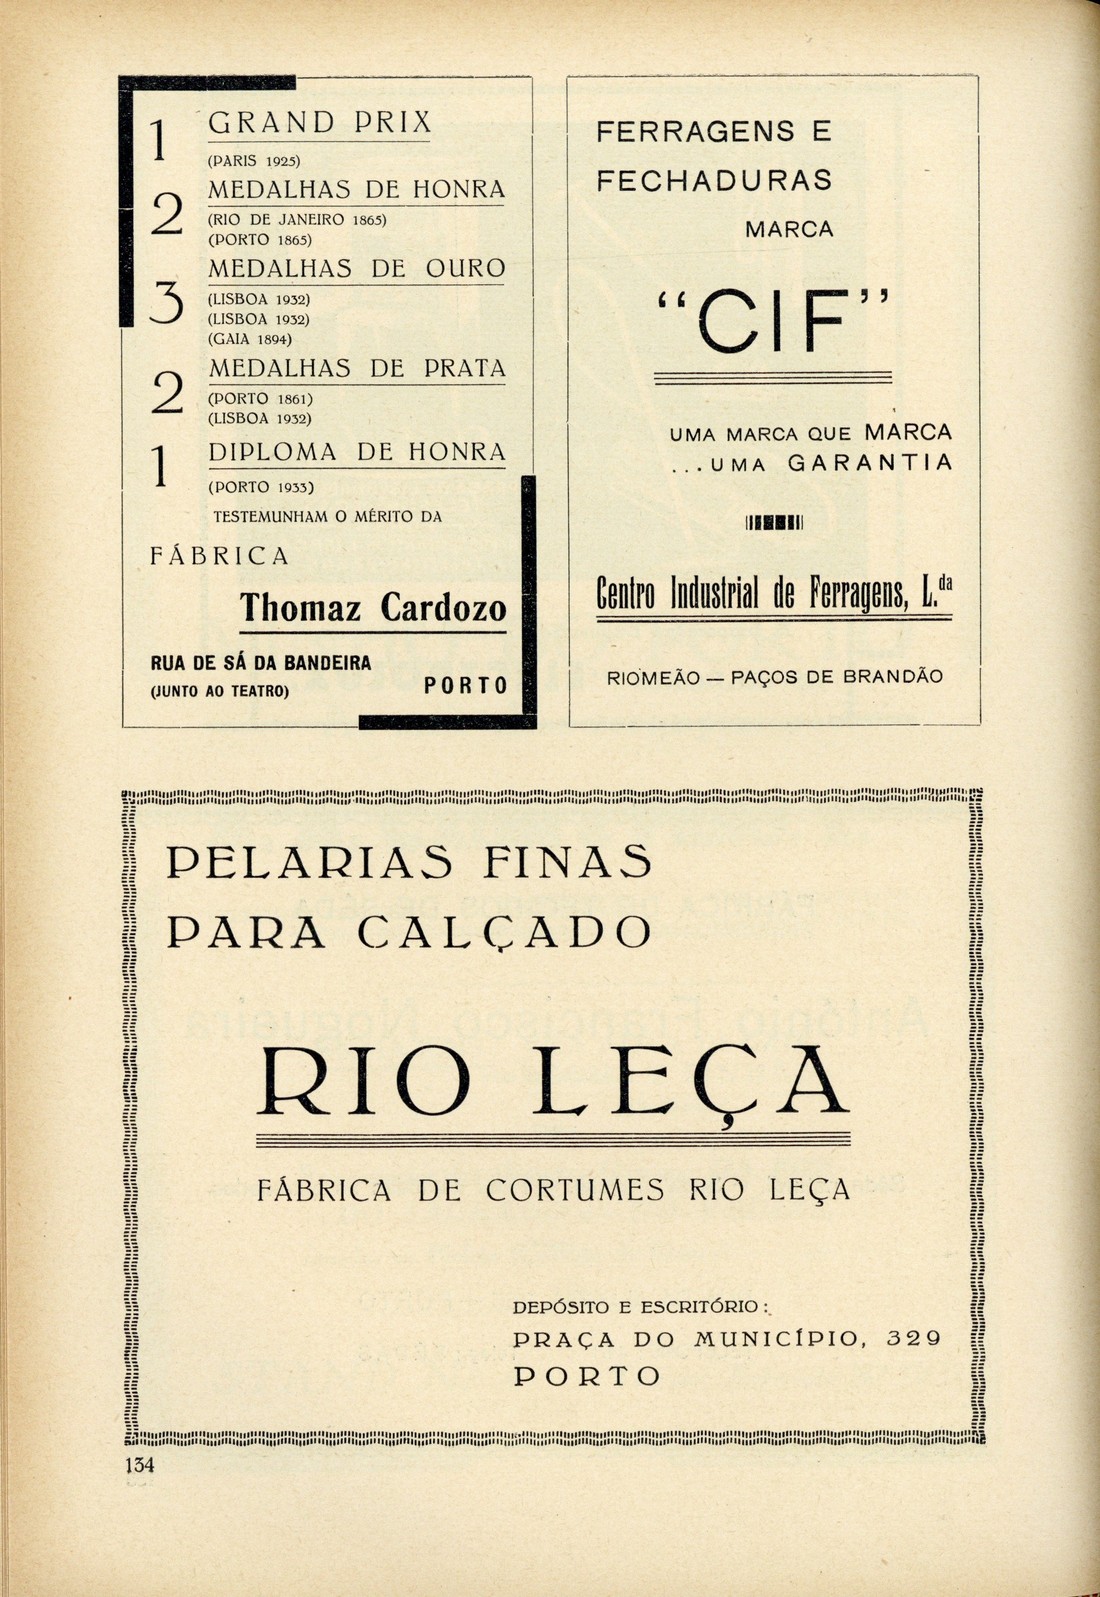 1 GRAND PRIX
(PARIS 1925)
2 MEDALHAS DE HONRA
(RIO DE JANEIRO 1865)
(PORTO 1865)
3 MEDALHAS DE OURO
(LISBOA 1932)
(LISBOA 1932)
(GAIA 1894)
2 MEDALHAS DE PRATA
(PORTO 1861)
(LISBOA 1932)
1 DIPLOMA DE HONRA
(PORTO 1933)
TESTEMUNHAM O MÉRITO DA
FÁBRICA
Thomaz Cardozo
RUA DE SÁ DA BANDEIRA
(JUNTO AO TEATRO)
PORTO
FERRAGENS E
FECHADURAS
MARCA
“CIF”
UMA MARCA QUE MARCA
...UMA GARANTIA
Centro Industrial de Ferragens, L.da
RIOMEÃO — PAÇOS DE BRANDÃO
PELARIAS FINAS
PARA CALÇADO
RIO LEÇA
FÁBRICA DE CORTUMES RIO LEÇA
DEPÓSITO E ESCRITÓRIO:
PRAÇA DO MUNICÍPIO, 329
PORTO
134